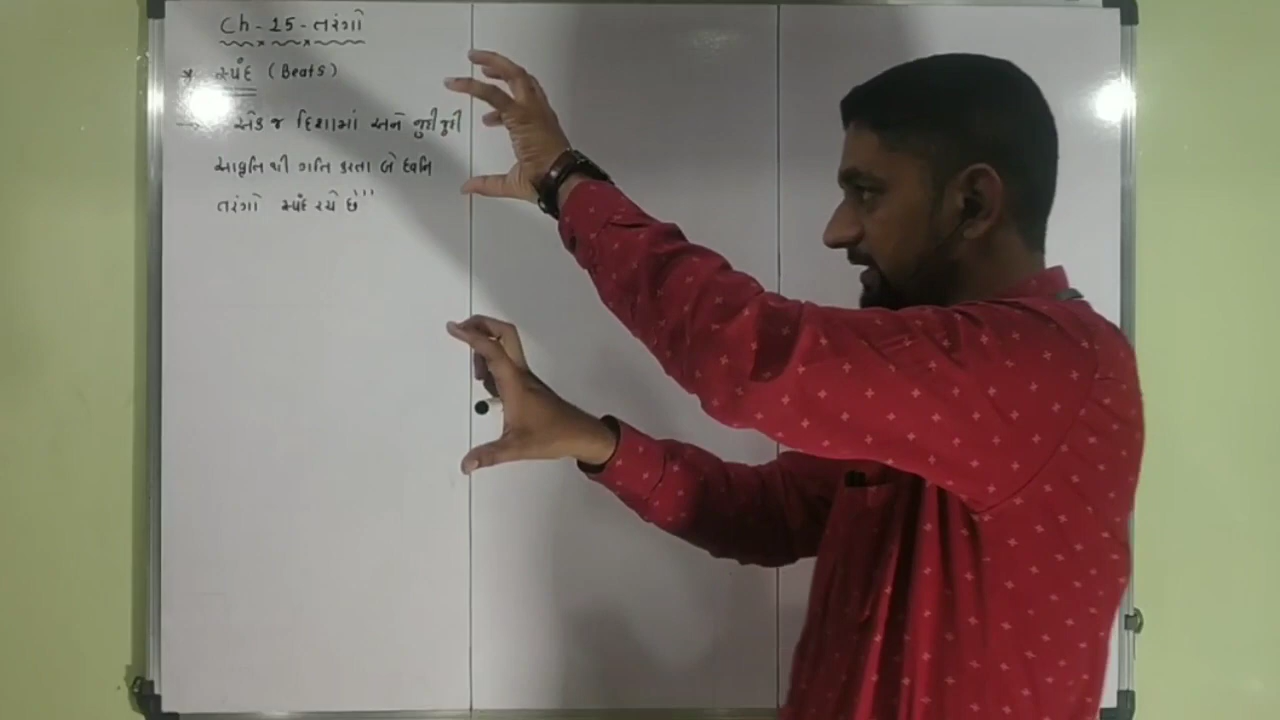 Ch - 15 - તરંગો
* સ્પંદ (Beats)
→ એક જ દિશામાં અને જુદી જુદી
આવૃત્તિ થી ગતિ કરતા બે ધ્વનિ
તરંગો સ્પંદ રચે છે"